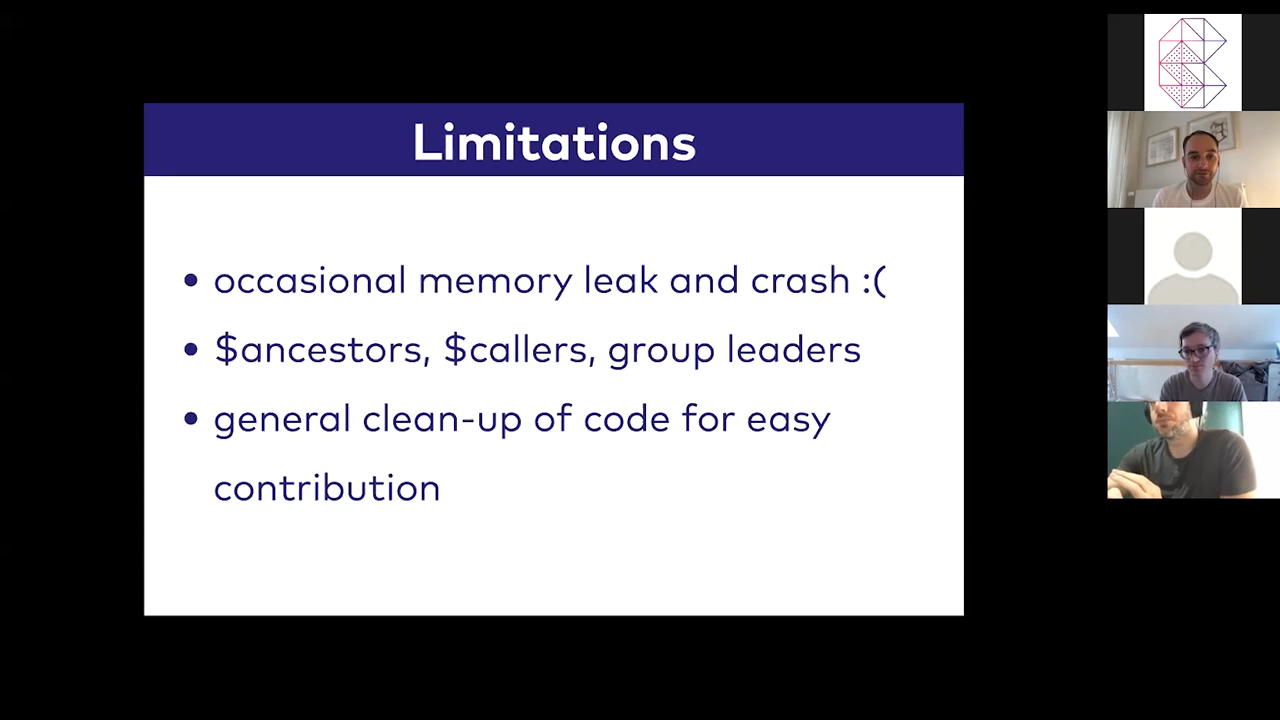 Limitations
• occasional memory leak and crash :(
• $ancestors, $callers, group leaders
• general clean-up of code for easy
contribution